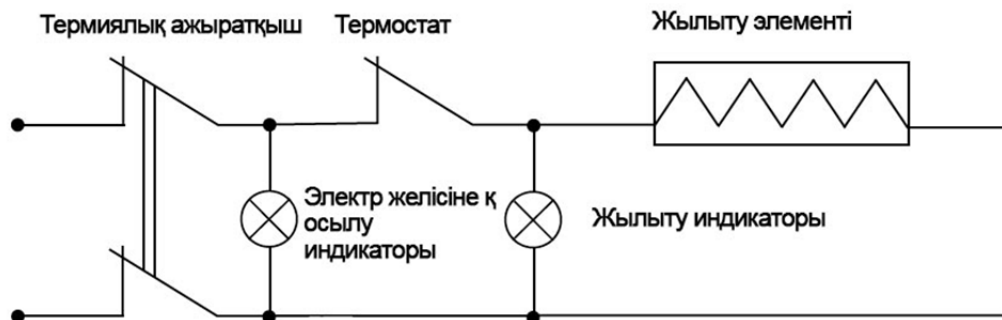 Термиялық ажыратқыш
Термостат
Жылыту элементі
Электр желісіне қ
осылу
индикаторы
Жылыту индикаторы